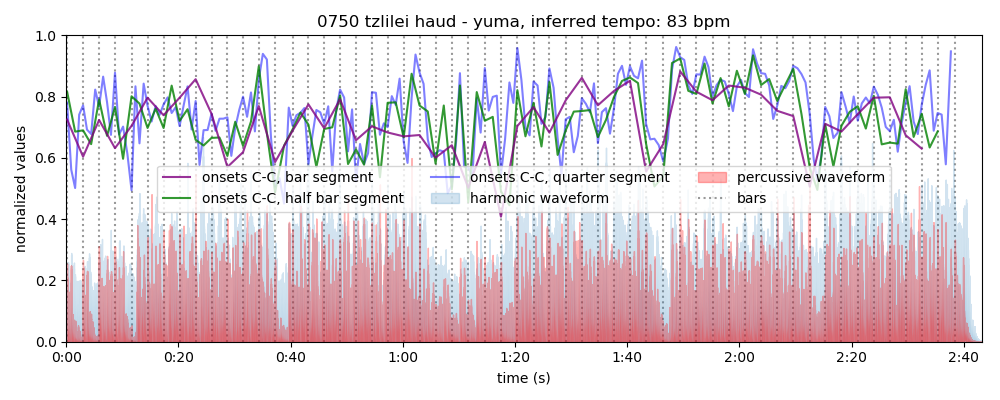 0750 tzlilei haud - yuma, inferred tempo: 83 bpm
normalized values
1.0
0.8
0.6
0.4
0.2
0.0
onsets C-C, bar segment
onsets C-C, half bar segment
onsets C-C, quarter segment
harmonic waveform
percussive waveform
bars
0:00 0:20 0:40 1:00 1:20 1:40 2:00 2:20 2:40
time (s)